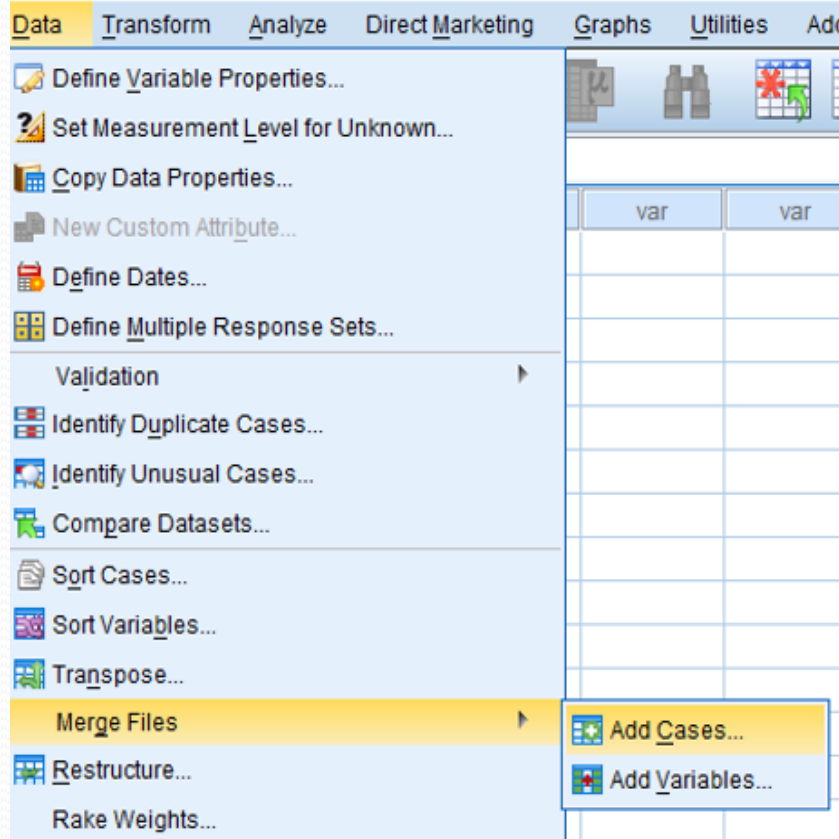 Data Transform Analyze Direct Marketing Graphs Utilities
Define Variable Properties...
Set Measurement Level for Unknown...
Copy Data Properties...
var var
New Custom Attribute...
Define Dates...
Define Multiple Response Sets...
Validation
Identify Duplicate Cases...
Identify Unusual Cases...
Compare Datasets...
Sort Cases...
Sort Variables...
Transpose...
Merge Files
Add Cases...
Restructure...
Add Variables...
Rake Weights...